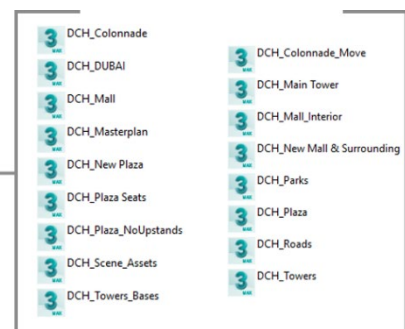 DCH_Colonnade
DCH_DUBAI
DCH_Mall
DCH_Masterplan
DCH_New Plaza
DCH_Plaza Seats
DCH_Plaza_NoUpstands
DCH_Scene_Assets
DCH_Towers_Bases
DCH_Colonnade_Move
DCH_Main Tower
DCH_Mall_Interior
DCH_New Mall & Surrounding
DCH_Parks
DCH_Plaza
DCH_Roads
DCH_Towers